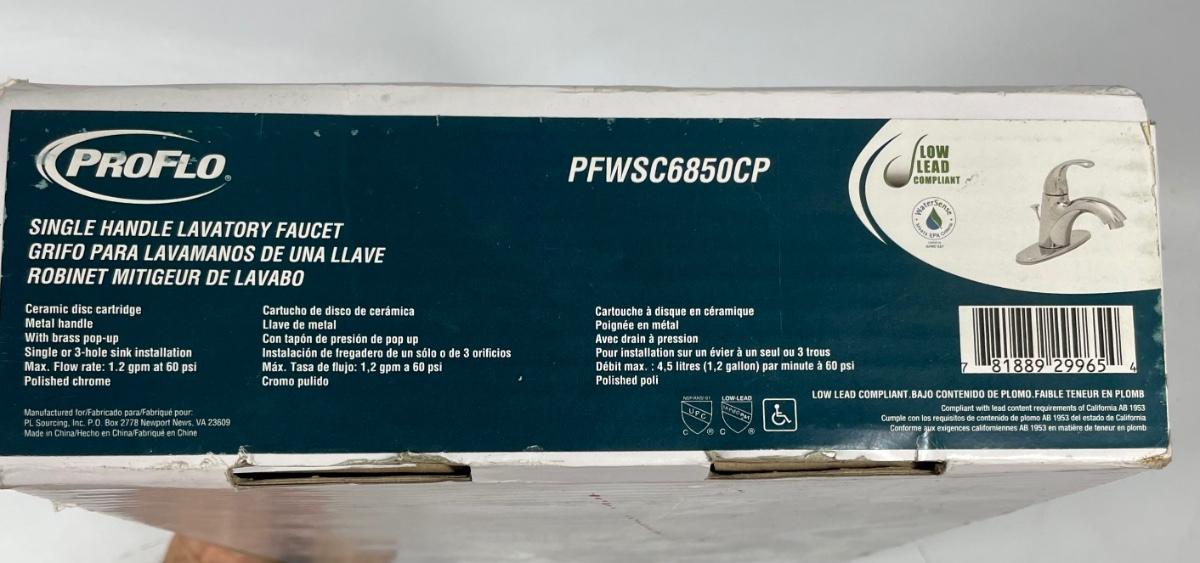 PROFLO®
PFWSC6850CP
LOW
LEAD
COMPLIANT
WaterSense
Meets EPA Criteria
SINGLE HANDLE LAVATORY FAUCET
GRIFO PARA LAVAMANOS DE UNA LLAVE
ROBINET MITIGEUR DE LAVABO
Ceramic disc cartridge
Metal handle
With brass pop-up
Single or 3-hole sink installation
Max. Flow rate: 1.2 gpm at 60 psi
Polished chrome
Cartucho de disco de cerámica
Llave de metal
Con tapón de presión de pop up
Instalación de fregadero de un sólo o de 3 orificios
Máx. Tasa de flujo: 1,2 gpm a 60 psi
Cromo pulido
Cartouche à disque en céramique
Poignée en métal
Avec drain à pression
Pour installation sur un évier à un seul ou 3 trous
Débit max. : 4,5 litres (1,2 gallon) par minute à 60 psi
Polished poli
7 81889 29965 4
Manufactured for/Fabricado para/Fabriqué pour:
PL Sourcing, Inc. P.O. Box 2778 Newport News, VA 23609
Made in China/Hecho en China/Fabriqué en Chine
UPC
C ®
LOW-LEAD
C ®
LOW LEAD COMPLIANT.BAJO CONTENIDO DE PLOMO.FAIBLE TENEUR EN PLOMB
Compliant with lead content requirements of California AB 1953
Cumple con los requisitos de contenido de plomo AB 1953 del estado de California
Conforme aux exigences californiennes AB 1953 en matière de teneur en plomb